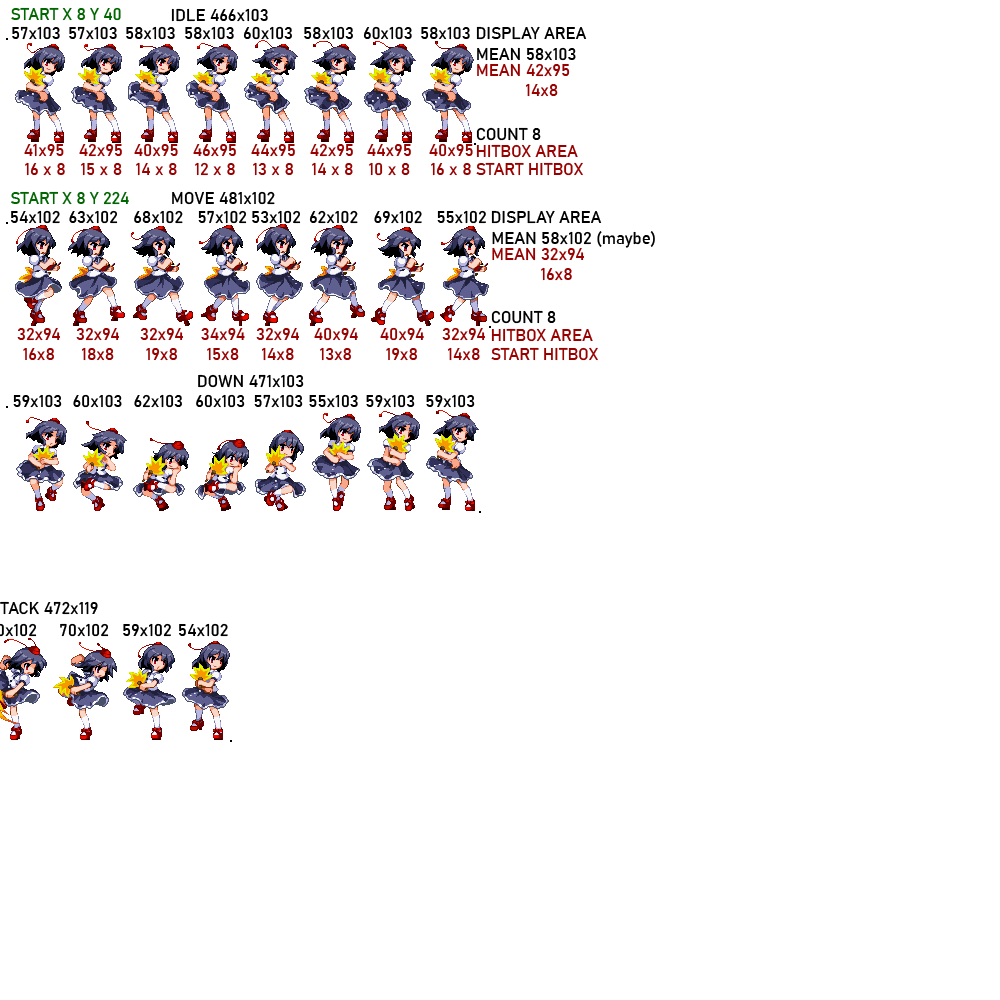 START X 8 Y 40 IDLE 466x103
57x103 57x103 58x103 58x103 60x103 58x103 60x103 58x103 DISPLAY AREA
MEAN 58x103
MEAN 42x95
14x8
COUNT 8
41x95 42x95 40x95 46x95 44x95 42x95 44x95 40x95 HITBOX AREA
16 x 8 15 x 8 14 x 8 12 x 8 13 x 8 14 x 8 10 x 8 16 x 8 START HITBOX
START X 8 Y 224 MOVE 481x102
54x102 63x102 68x102 57x102 53x102 62x102 69x102 55x102 DISPLAY AREA
MEAN 58x102 (maybe)
MEAN 32x94
16x8
COUNT 8
32x94 32x94 32x94 34x94 32x94 40x94 40x94 32x94 HITBOX AREA
16x8 18x8 19x8 15x8 14x8 13x8 19x8 14x8 START HITBOX
DOWN 471x103
59x103 60x103 62x103 60x103 57x103 55x103 59x103 59x103
TACK 472x119
0x102 70x102 59x102 54x102